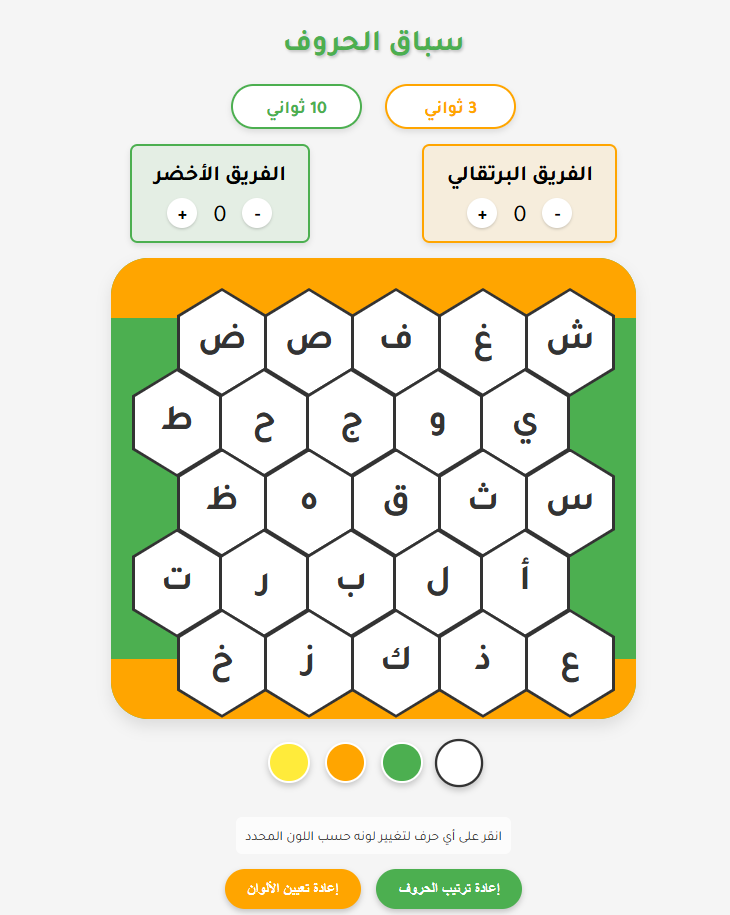 سباق الحروف
3 ثواني 10 ثواني
الفريق البرتقالي الفريق الأخضر
- 0 + - 0 +
ش غ ف ص ض
ي و ج ح ط
س ث ق ه ظ
أ ل ب ر ت
ع ذ ك ز خ
انقر على أي حرف لتغيير لونه حسب اللون المحدد
إعادة ترتيب الحروف إعادة تعيين الألوان